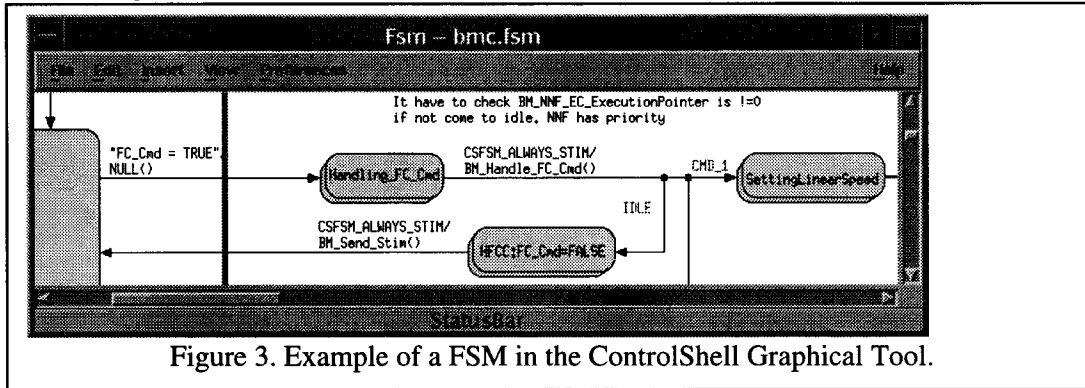 Fsm – bmc.fsm
File Edit Insert View Preferences Help
It have to check BM_NNF_EC_ExecutionPointer is !=0
if not come to idle. NNF has priority
"FC_Cmd = TRUE".
NULL()
Handling_FC_Cmd
CSFSM_ALWAYS_STIM/
BM_Handle_FC_Cmd()
CMD_1
SettingLinearSpeed
IDLE
CSFSM_ALWAYS_STIM/
BM_Send_Stim()
HFCC:FC_Cmd=FALSE
StatusBar
Figure 3. Example of a FSM in the ControlShell Graphical Tool.